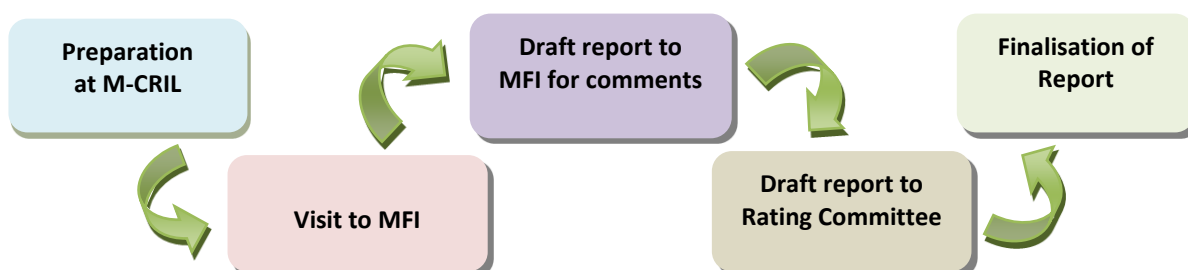 Preparation
at M-CRIL
Visit to MFI
Draft report to
MFI for comments
Draft report to
Rating Committee
Finalisation of
Report